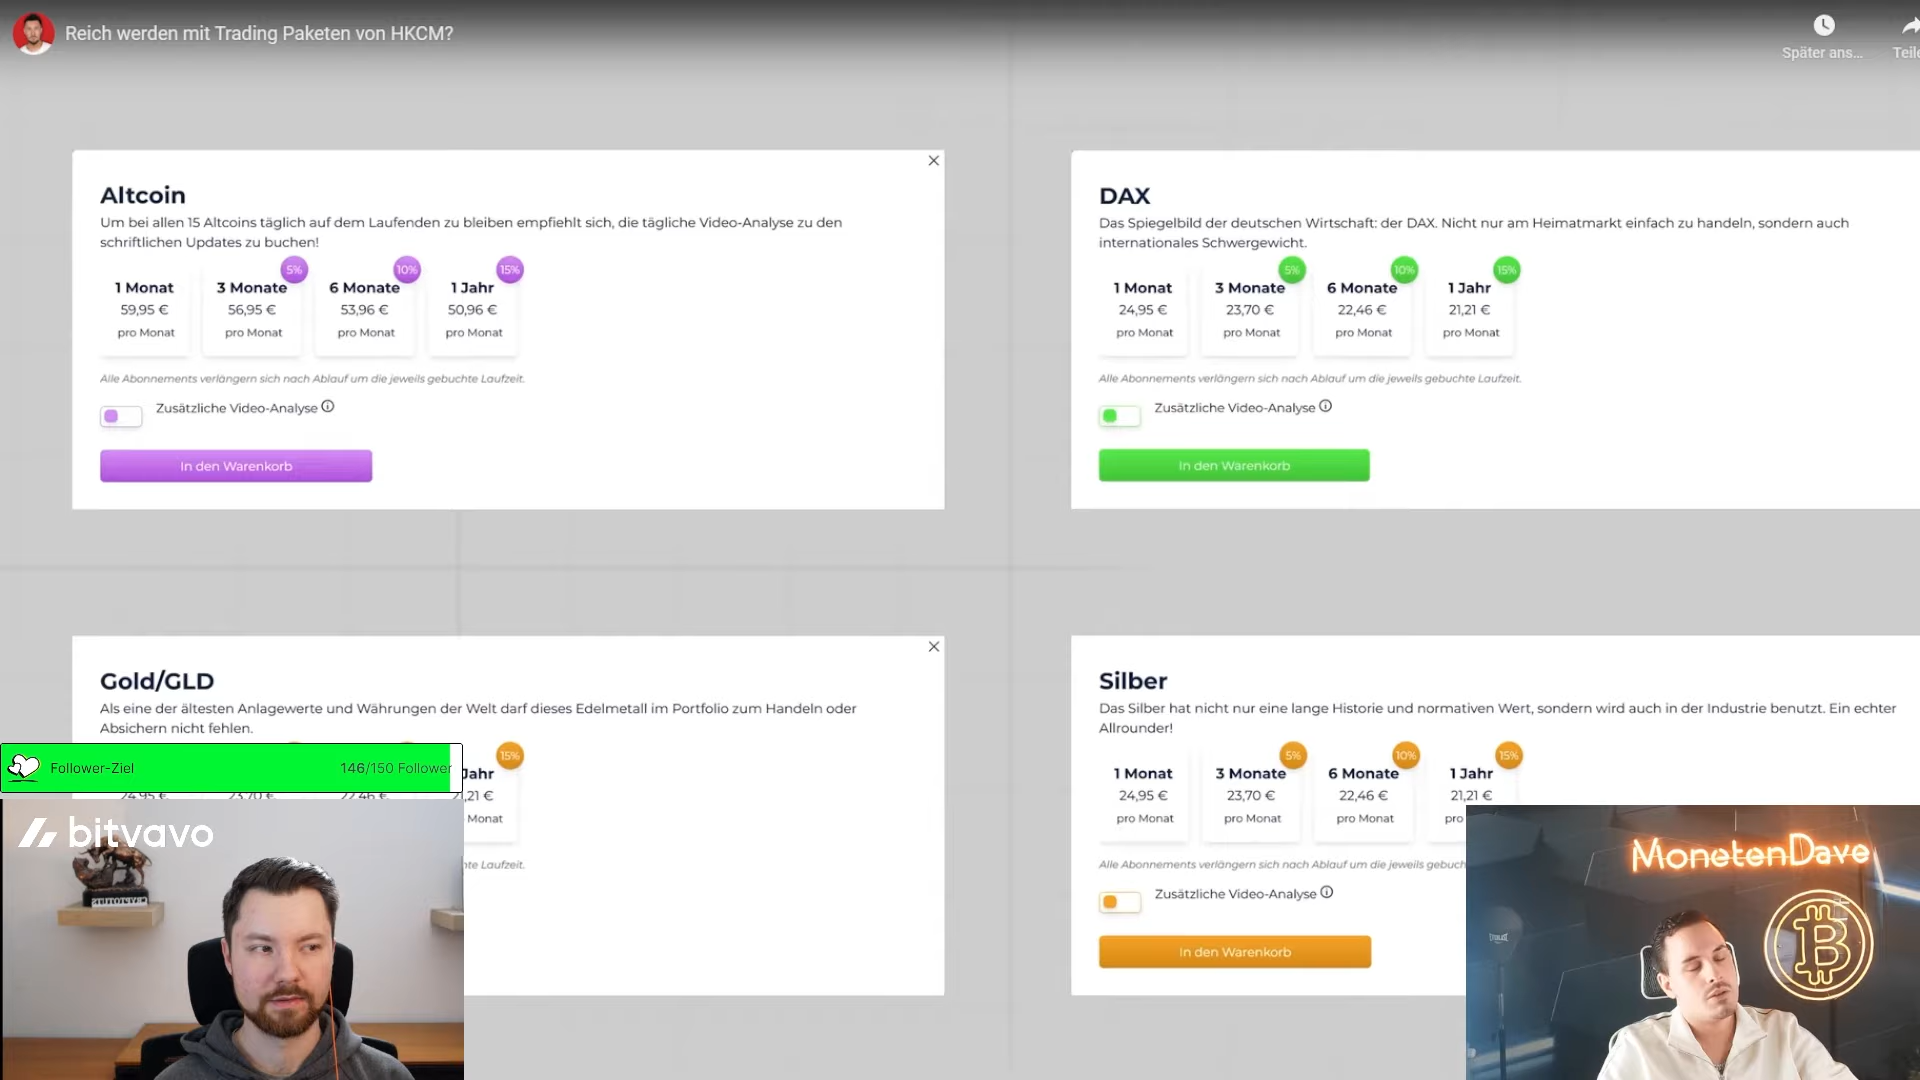 Reich werden mit Trading Paketen von HKCM?
Später ans...
Teile
Altcoin
Um bei allen 15 Altcoins täglich auf dem Laufenden zu bleiben empfiehlt sich, die tägliche Video-Analyse zu den
schriftlichen Updates zu buchen!
5% 10% 15%
1 Monat 3 Monate 6 Monate 1 Jahr
59,95 € 56,95 € 53,96 € 50,96 €
pro Monat pro Monat pro Monat pro Monat
Alle Abonnements verlängern sich nach Ablauf um die jeweils gebuchte Laufzeit.
Zusätzliche Video-Analyse
In den Warenkorb
DAX
Das Spiegelbild der deutschen Wirtschaft: der DAX. Nicht nur am Heimatmarkt einfach zu handeln, sondern auch
internationales Schwergewicht.
5% 10% 15%
1 Monat 3 Monate 6 Monate 1 Jahr
24,95 € 23,70 € 22,46 € 21,21 €
pro Monat pro Monat pro Monat pro Monat
Alle Abonnements verlängern sich nach Ablauf um die jeweils gebuchte Laufzeit.
Zusätzliche Video-Analyse
In den Warenkorb
Gold/GLD
Als eine der ältesten Anlagewerte und Währungen der Welt darf dieses Edelmetall im Portfolio zum Handeln oder
Absichern nicht fehlen.
15%
Jahr
24,95 € 23,70 € 22,46 € 21,21 €
Monat
te Laufzeit.
Silber
Das Silber hat nicht nur eine lange Historie und normativen Wert, sondern wird auch in der Industrie benutzt. Ein echter
Allrounder!
5% 10% 15%
1 Monat 3 Monate 6 Monate 1 Jahr
24,95 € 23,70 € 22,46 € 21,21 €
pro Monat pro Monat pro Monat pro
Alle Abonnements verlängern sich nach Ablauf um die jeweils gebuch
Zusätzliche Video-Analyse
In den Warenkorb
Follower-Ziel 146/150 Follower
bitvavo
MonetenDave